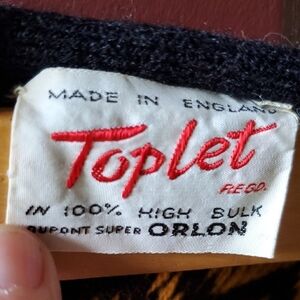 MADE IN ENGLAND
Toplet
REGD.
IN 100% HIGH BULK
DUPONT SUPER ORLON